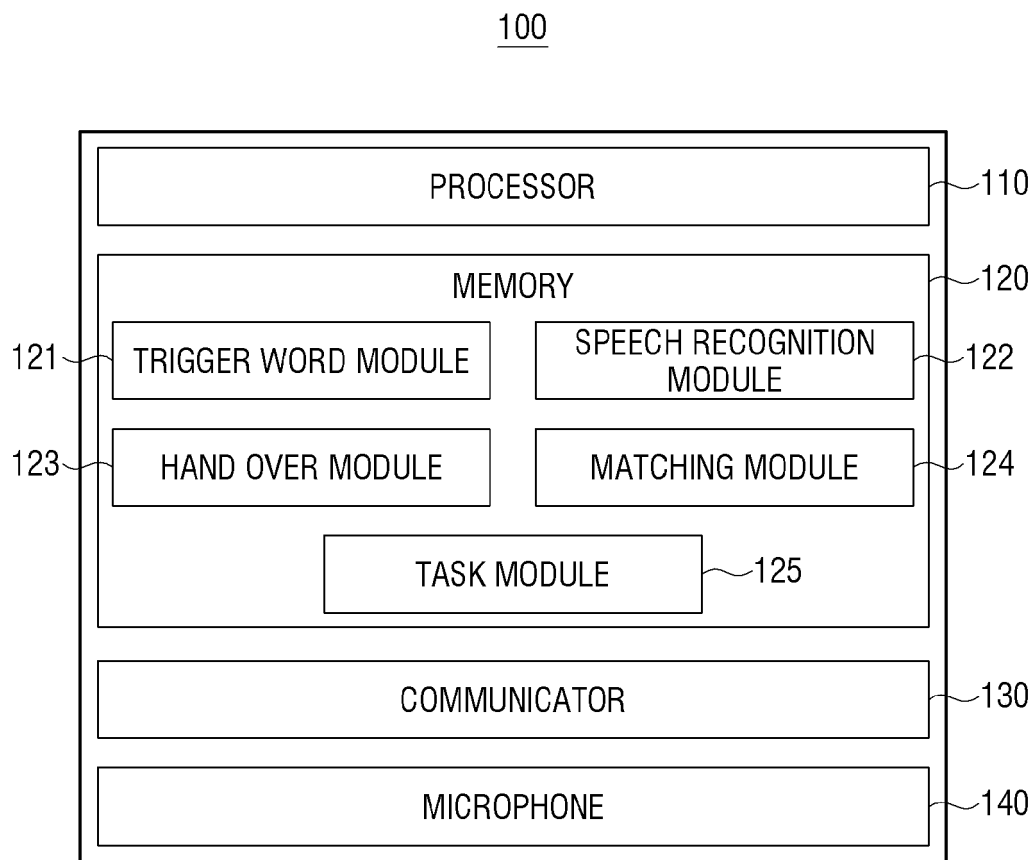 100
PROCESSOR
110
MEMORY
120
121
TRIGGER WORD MODULE
SPEECH RECOGNITION
MODULE
122
123
HAND OVER MODULE
MATCHING MODULE
124
TASK MODULE
125
COMMUNICATOR
130
MICROPHONE
140